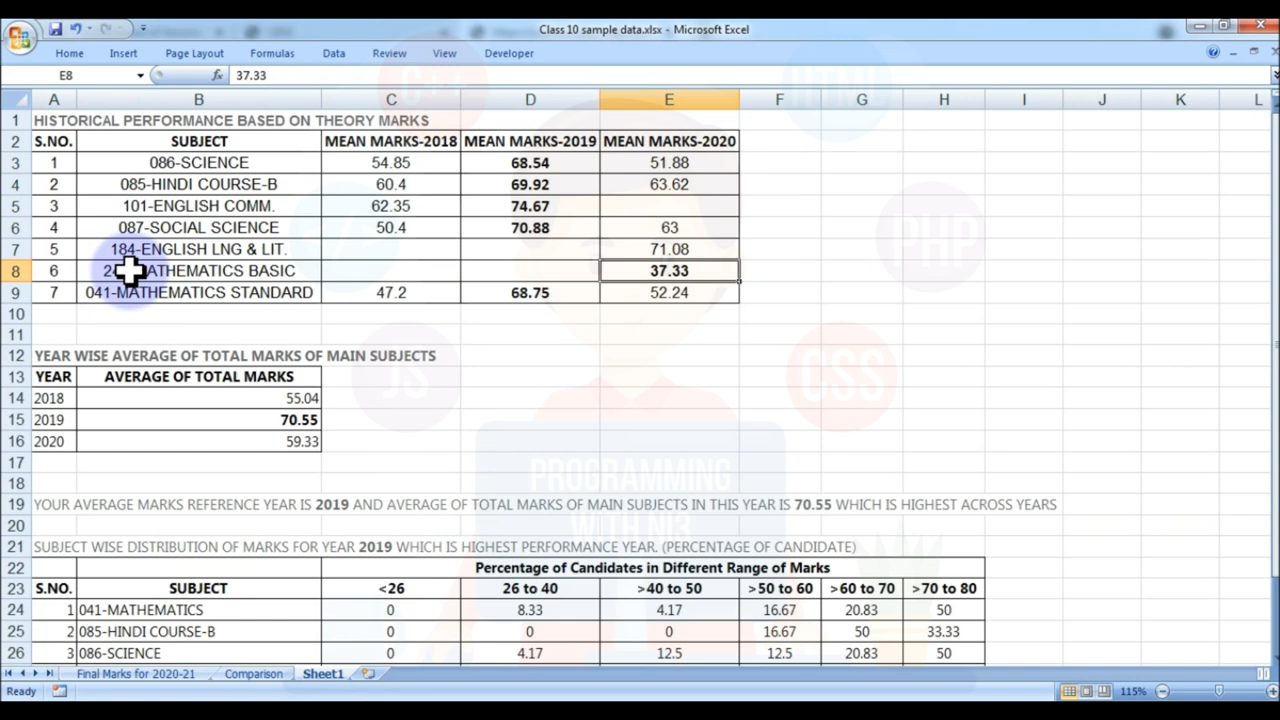 Class 10 sample data.xlsx - Microsoft Excel
Home Insert Page Layout Formulas Data Review View Developer
E8 fx 37.33
A B C D E F G H I J K L
1 HISTORICAL PERFORMANCE BASED ON THEORY MARKS
2 S.NO. SUBJECT MEAN MARKS-2018 MEAN MARKS-2019 MEAN MARKS-2020
3 1 086-SCIENCE 54.85 68.54 51.88
4 2 085-HINDI COURSE-B 60.4 69.92 63.62
5 3 101-ENGLISH COMM. 62.35 74.67
6 4 087-SOCIAL SCIENCE 50.4 70.88 63
7 5 184-ENGLISH LNG & LIT. 71.08
8 6 MATHEMATICS BASIC 37.33
9 7 041-MATHEMATICS STANDARD 47.2 68.75 52.24
10
11
12 YEAR WISE AVERAGE OF TOTAL MARKS OF MAIN SUBJECTS
13 YEAR AVERAGE OF TOTAL MARKS
14 2018 55.04
15 2019 70.55
16 2020 59.33
17
18
19 YOUR AVERAGE MARKS REFERENCE YEAR IS 2019 AND AVERAGE OF TOTAL MARKS OF MAIN SUBJECTS IN THIS YEAR IS 70.55 WHICH IS HIGHEST ACROSS YEARS
20
21 SUBJECT WISE DISTRIBUTION OF MARKS FOR YEAR 2019 WHICH IS HIGHEST PERFORMANCE YEAR. (PERCENTAGE OF CANDIDATE)
22 Percentage of Candidates in Different Range of Marks
23 S.NO. SUBJECT <26 26 to 40 >40 to 50 >50 to 60 >60 to 70 >70 to 80
24 1 041-MATHEMATICS 0 8.33 4.17 16.67 20.83 50
25 2 085-HINDI COURSE-B 0 0 0 16.67 50 33.33
26 3 086-SCIENCE 0 4.17 12.5 12.5 20.83 50
Final Marks for 2020-21 Comparison Sheet1
Ready 115%
C++
HTML
</>
PHP
JS
CSS
PROGRAMMING
WITH NI3